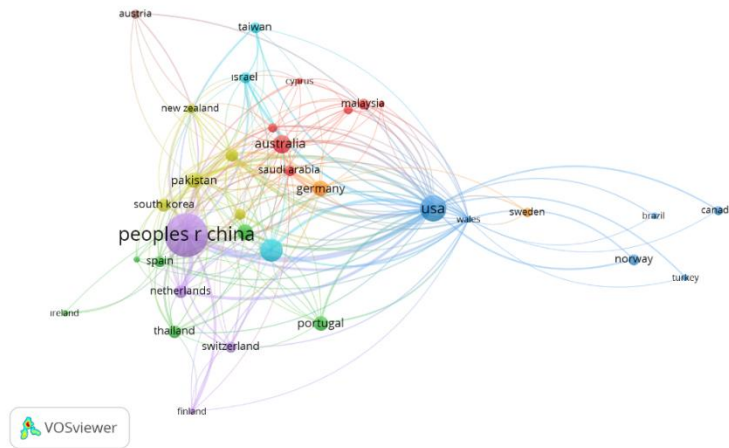 austria
taiwan
israel
cyprus
new zealand
malaysia
australia
saudi arabia
pakistan
germany
south korea
usa
wales
sweden
brazil
canad
peoples r china
spain
norway
netherlands
turkey
ireland
thailand
portugal
switzerland
finland
VOSviewer